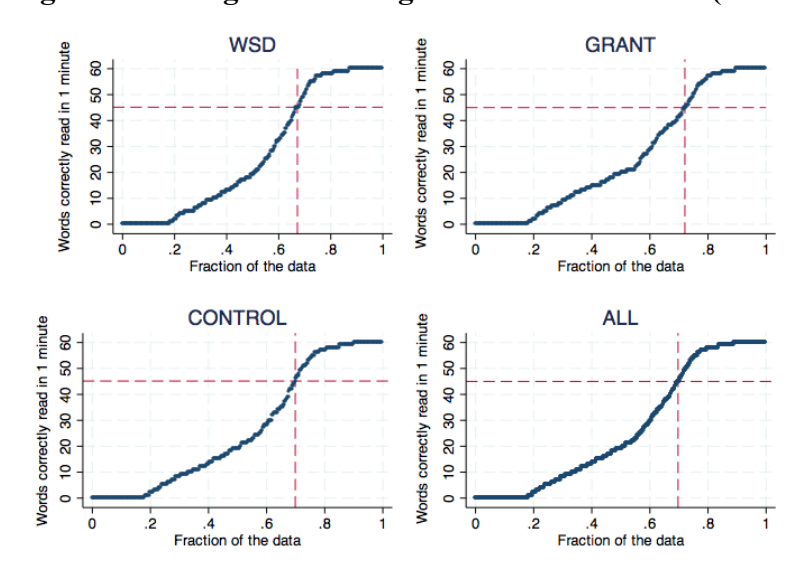 WSD
Words correctly read in 1 minute
60
50
40
30
20
10
0
0 .2 .4 .6 .8 1
Fraction of the data
GRANT
Words correctly read in 1 minute
60
50
40
30
20
10
0
0 .2 .4 .6 .8 1
Fraction of the data
CONTROL
Words correctly read in 1 minute
60
50
40
30
20
10
0
0 .2 .4 .6 .8 1
Fraction of the data
ALL
Words correctly read in 1 minute
60
50
40
30
20
10
0
0 .2 .4 .6 .8 1
Fraction of the data